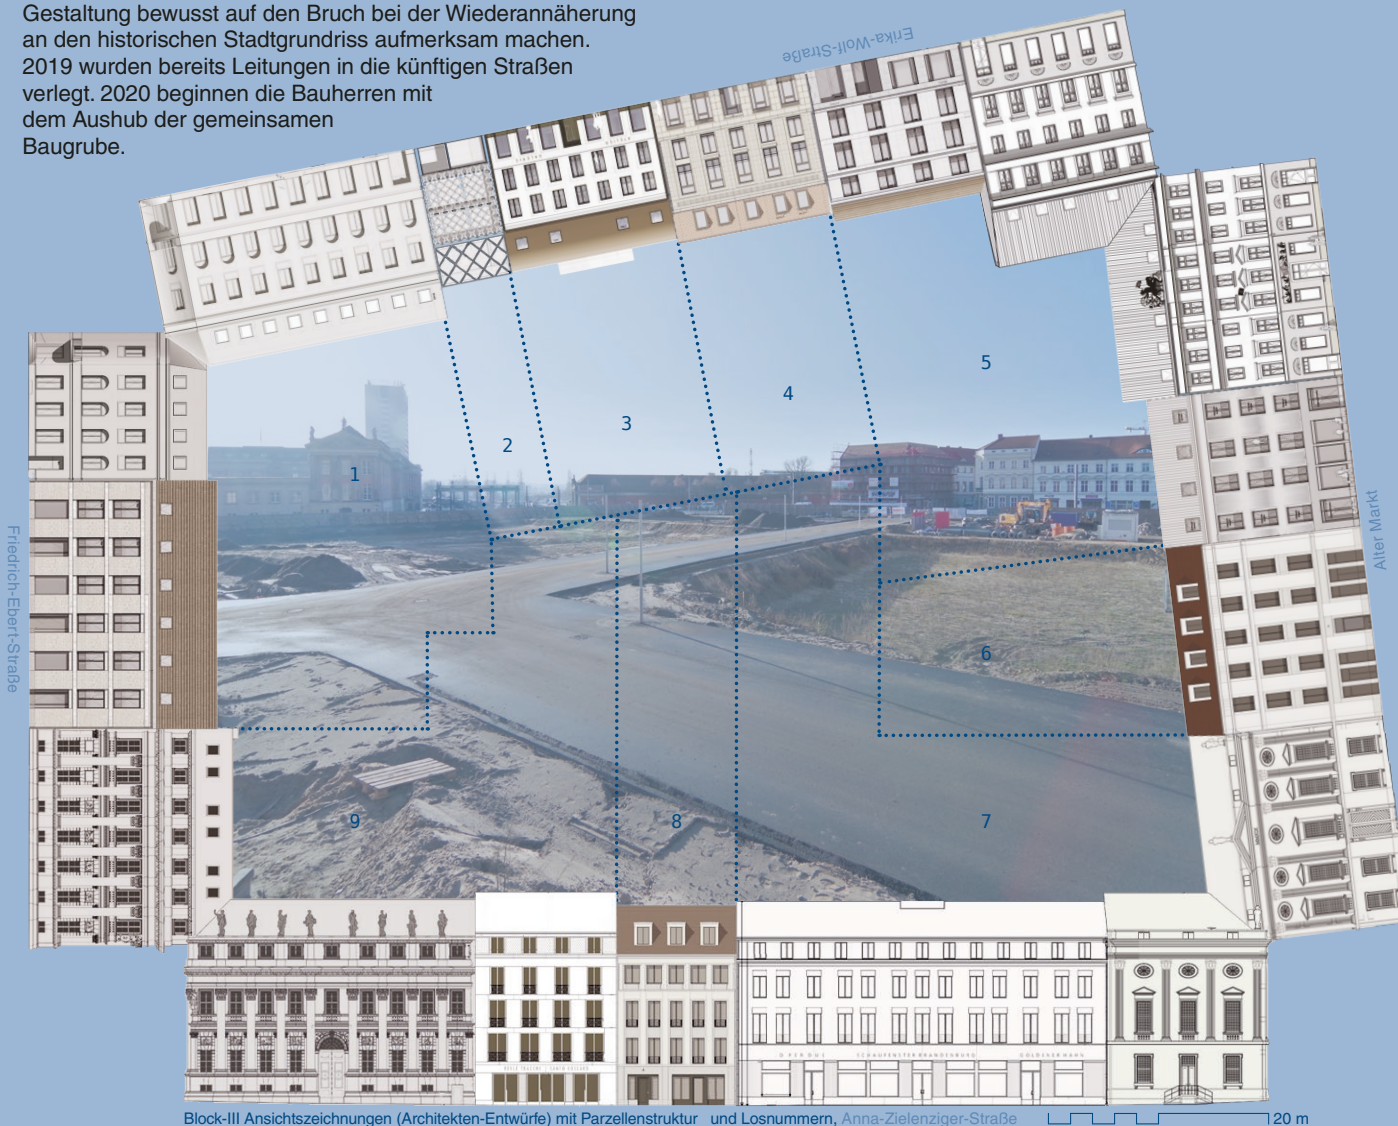 Gestaltung bewusst auf den Bruch bei der Wiederannäherung
an den historischen Stadtgrundriss aufmerksam machen.
2019 wurden bereits Leitungen in die künftigen Straßen
verlegt. 2020 beginnen die Bauherren mit
dem Aushub der gemeinsamen
Baugrube.
Erika-Wolf-Straße
5
4
3
2
1
Friedrich-Ebert-Straße
Alter Markt
6
9
8
7
SCHAUFENSTER BRANDENBURG
Block-III Ansichtszeichnungen (Architekten-Entwürfe) mit Parzellenstruktur und Losnummern, Anna-Zielenziger-Straße
20 m